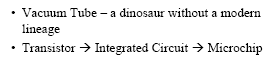 • Vacuum Tube – a dinosaur without a modern
lineage
• Transistor → Integrated Circuit → Microchip